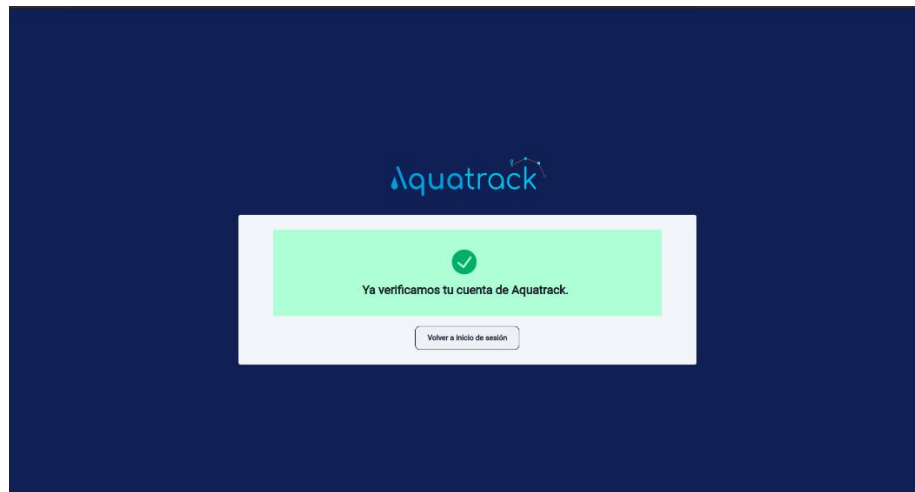 Aquatrack
Ya verificamos tu cuenta de Aquatrack.
Volver a inicio de sesión